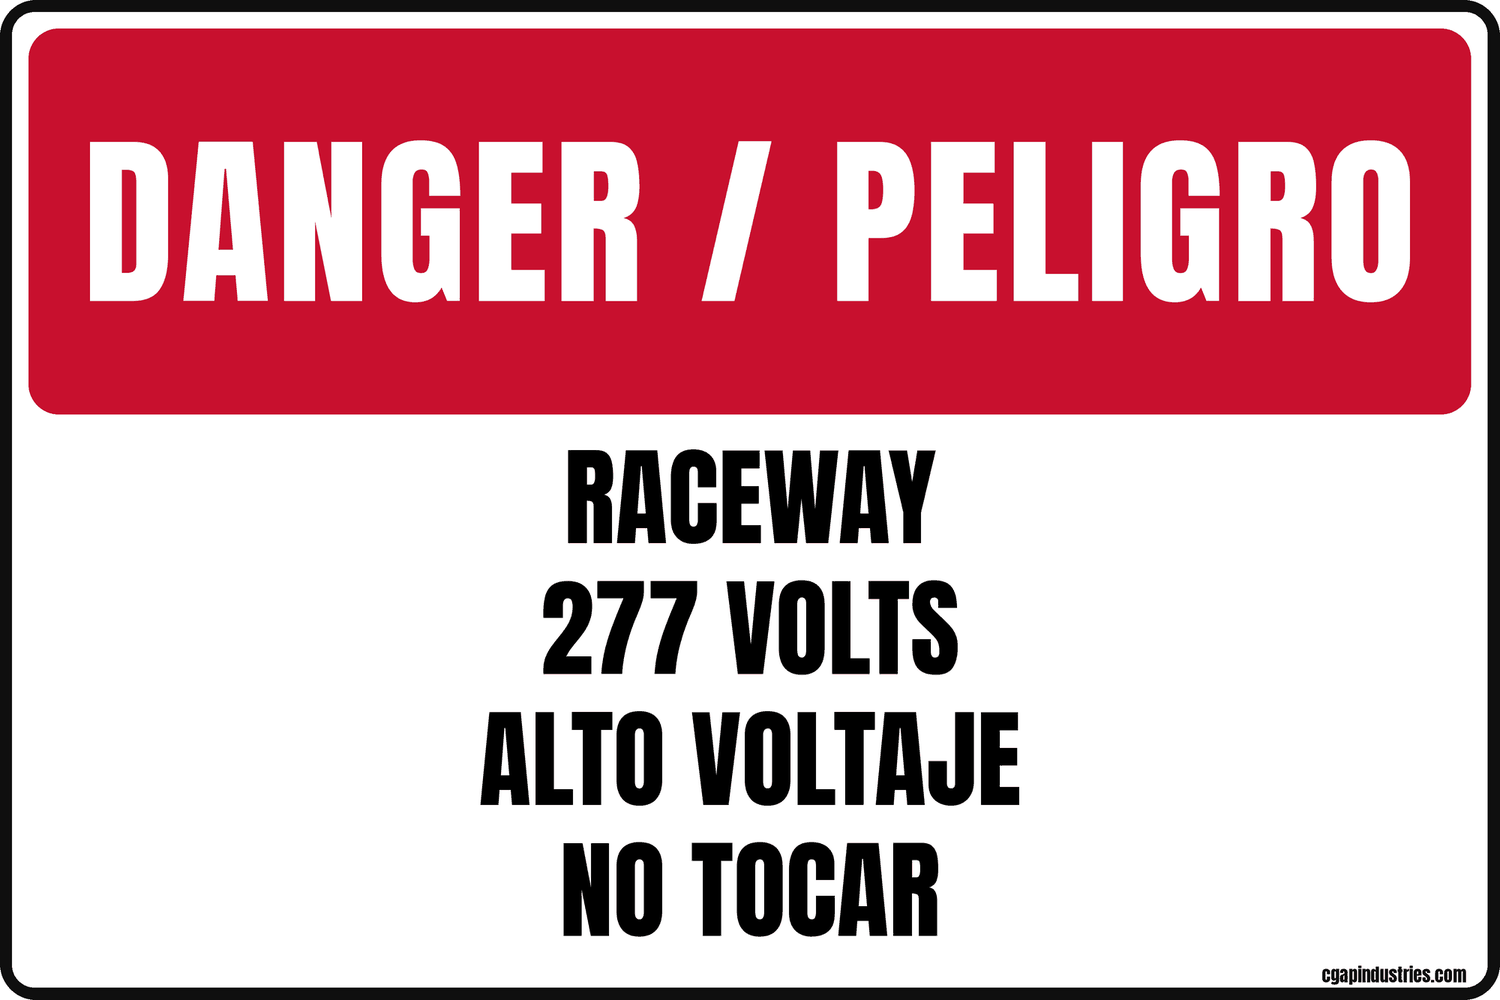 DANGER / PELIGRO
RACEWAY
277 VOLTS
ALTO VOLTAJE
NO TOCAR
cgapindustries.com